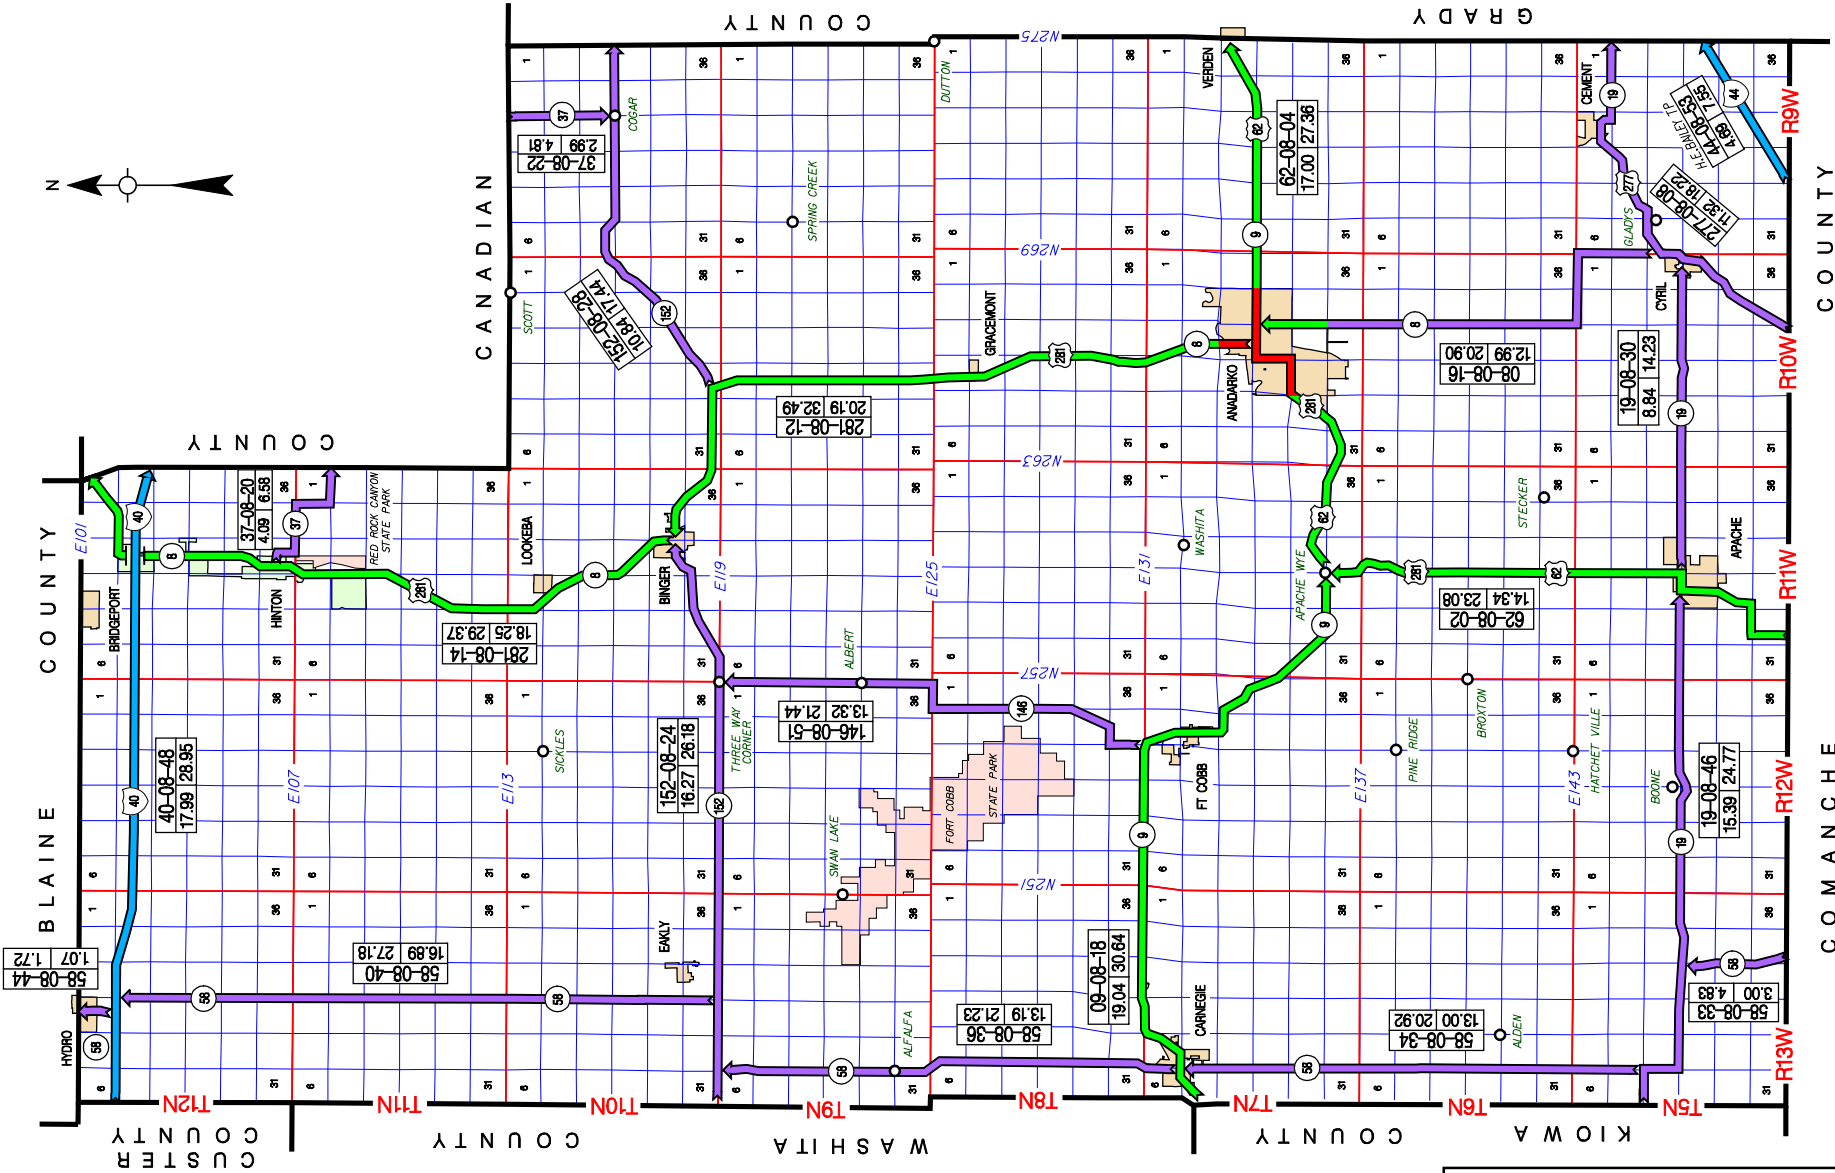 N
COUNTY
GRADY
CANADIAN
COUNTY
BLAINE COUNTY
CUSTER COUNTY
WASHITA COUNTY
KIOWA COUNTY
COMANCHE COUNTY
T12N
T11N
T10N
T9N
T8N
T7N
T6N
T5N
R13W
R12W
R11W
R10W
R9W
E101
E107
E113
E119
E125
E131
E137
E143
N251
N257
N263
N269
N275
HYDRO
BRIDGEPORT
HINTON
LOOKEBA
BINGER
EAKLY
GRACEMONT
ANADARKO
VERDEN
CEMENT
CYRIL
APACHE
FT COBB
CARNEGIE
COGAR
DUTTON
SPRING CREEK
SCOTT
GLADYS
STECKER
WASHITA
APACHE WYE
ALBERT
SICKLES
THREE WAY CORNER
SWAN LAKE
ALFALFA
BROXTON
PINE RIDGE
HATCHET VILLE
BOONE
ALDEN
RED ROCK CANYON
STATE PARK
FORT COBB
STATE PARK
H.E.BAILEY TP
37-08-22
2.99 4.81
152-08-28
10.84 17.44
62-08-04
17.00 27.36
44-08-53
4.69 7.55
277-08-08
11.32 18.22
08-08-16
12.99 20.90
19-08-30
8.84 14.23
281-08-12
20.19 32.49
37-08-20
4.09 6.58
281-08-14
18.25 29.37
62-08-02
14.34 23.08
40-08-48
17.99 28.95
152-08-24
16.27 26.18
146-08-51
13.32 21.44
19-08-46
15.39 24.77
58-08-44
1.07 1.72
58-08-40
16.89 27.18
09-08-18
19.04 30.64
58-08-36
13.19 21.23
58-08-34
13.00 20.92
58-08-33
3.00 4.83